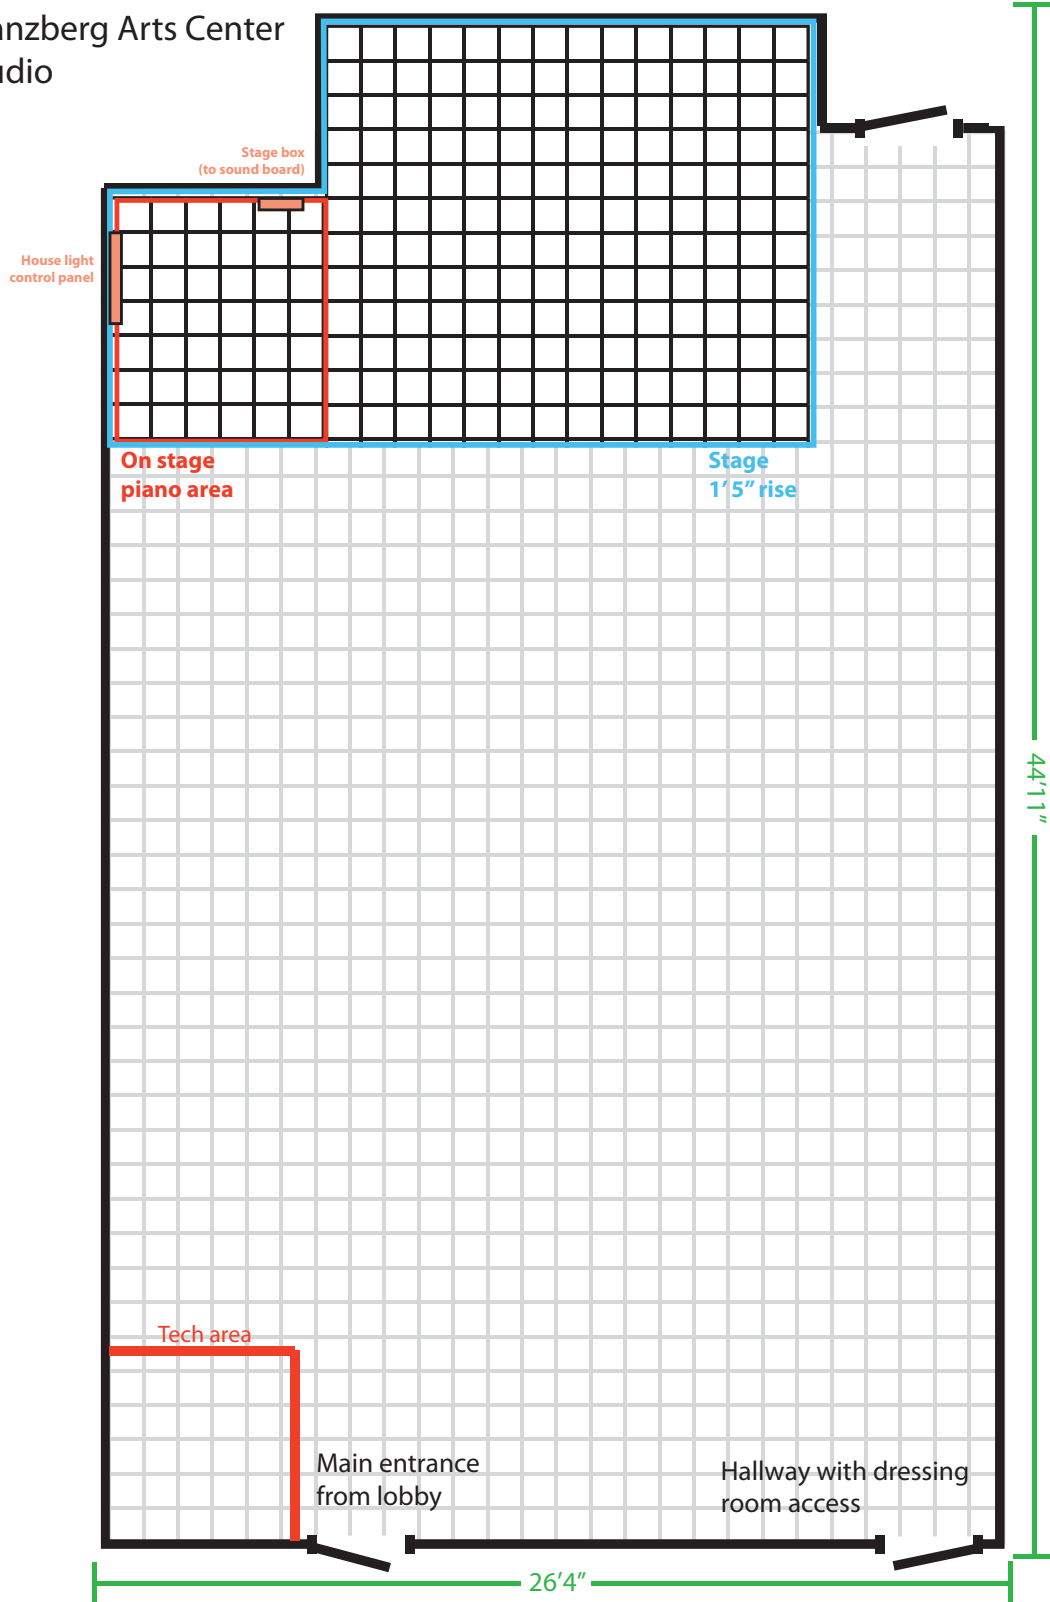 nzberg Arts Center
udio
Stage box
(to sound board)
House light
control panel
On stage
piano area
Stage
1’ 5” rise
44’11”
Tech area
Main entrance
from lobby
Hallway with dressing
room access
26’4”